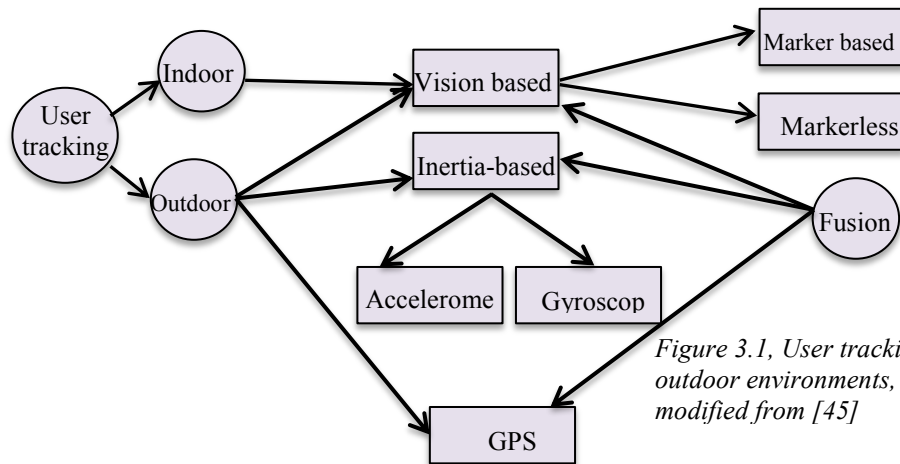 User
tracking
Indoor
Outdoor
Vision based
Inertia-based
Accelerome
Gyroscop
GPS
Marker based
Markerless
Fusion
Figure 3.1, User tracki
outdoor environments,
modified from [45]